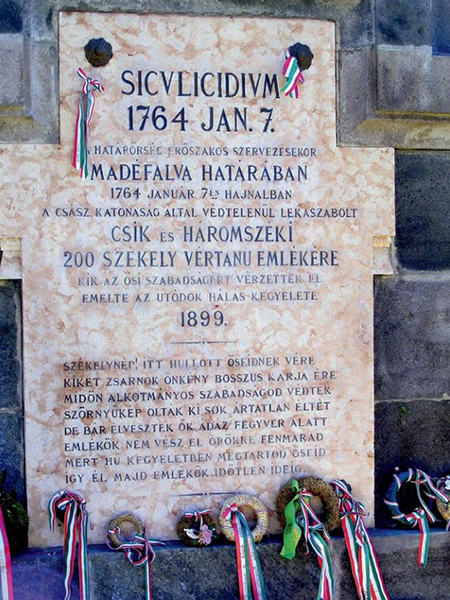 SICVLICIDIVM
1764 JAN. 7.
A HATÁRŐRSÉG ERŐSZAKOS SZERVEZÉSEKOR
MADÉFALVA HATÁRÁBAN
1764 JANUÁR 7ÉN HAJNALBAN
A CSÁSZ KATONASÁG ÁLTAL VÉDTELENÜL LEKASZABOLT
CSÍK ÉS HÁROMSZÉKI
200 SZÉKELY VÉRTANU EMLÉKÉRE
KIK AZ ŐSI SZABADSÁGÉRT VÉRZETTEK EL
EMELTE AZ UTÓDOK HÁLÁS KEGYELETE
1899.
SZÉKELYNÉP! ITT HULLOTT ŐSEIDNEK VÉRE
KIKET ZSARNOK ÖNKÉNY BOSSZUS KARJA ÉRE
MIDŐN ALKOTMÁNYOS SZABADSÁGOD VÉDTÉK
SZÖRNYŰKÉP OLTÁK KI SOK ÁRTATLAN ÉLTÉT
DE BÁR ELVESZTEK ŐK ÁDÁZ FEGYVER ALATT
EMLÉKÖK NEM VÉSZ EL ÖRÖKRE FENMARAD
MERT HŰ KEGYELETBEN MEGTARTOD ŐSEID
ÍGY ÉL MAJD EMLÉKÖK IDŐTLEN IDEIG.